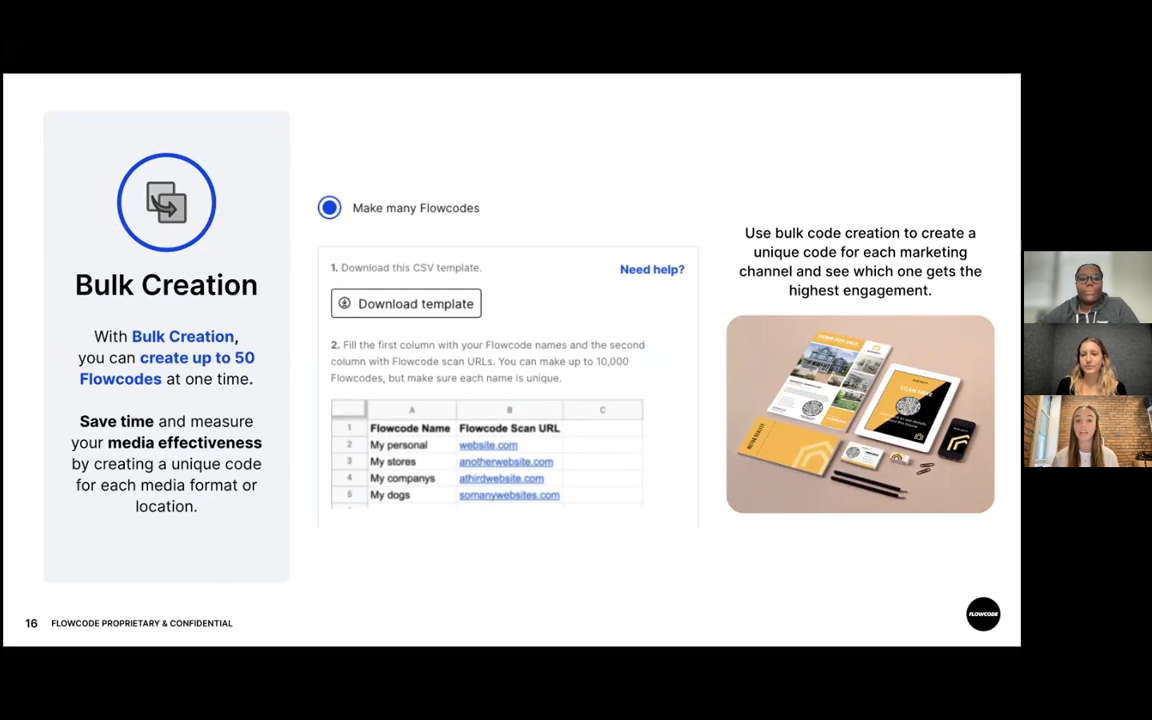 Bulk Creation
With Bulk Creation,
you can create up to 50
Flowcodes at one time.
Save time and measure
your media effectiveness
by creating a unique code
for each media format or
location.
Make many Flowcodes
1. Download this CSV template.
Need help?
Download template
2. Fill the first column with your Flowcode names and the second
column with Flowcode scan URLs. You can make up to 10,000
Flowcodes, but make sure each name is unique.
A B C
1 Flowcode Name Flowcode Scan URL
2 My personal website.com
3 My stores anotherwebsite.com
4 My companys athirdwebsite.com
5 My dogs somanywebsites.com
Use bulk code creation to create a
unique code for each marketing
channel and see which one gets the
highest engagement.
SCAN HERE
16 FLOWCODE PROPRIETARY & CONFIDENTIAL
FLOWCODE